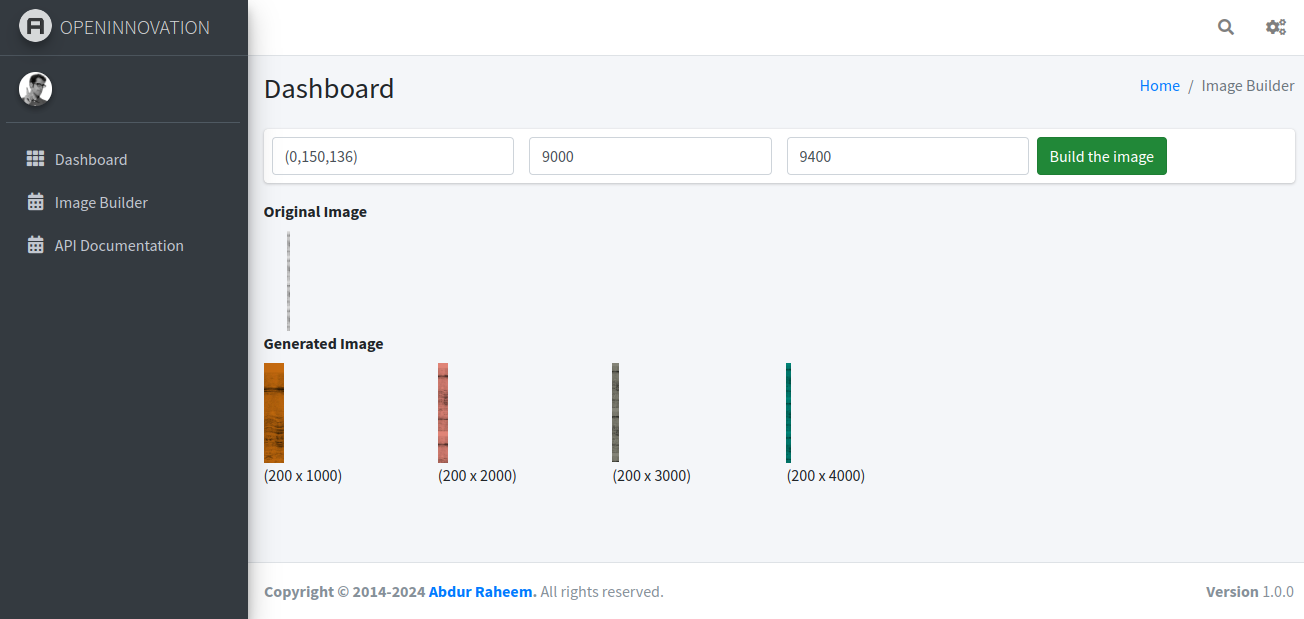 OPENINNOVATION
Dashboard
Image Builder
API Documentation
Dashboard
Home / Image Builder
(0,150,136)
9000
9400
Build the image
Original Image
Generated Image
(200 x 1000)
(200 x 2000)
(200 x 3000)
(200 x 4000)
Copyright © 2014-2024 Abdur Raheem. All rights reserved.
Version 1.0.0